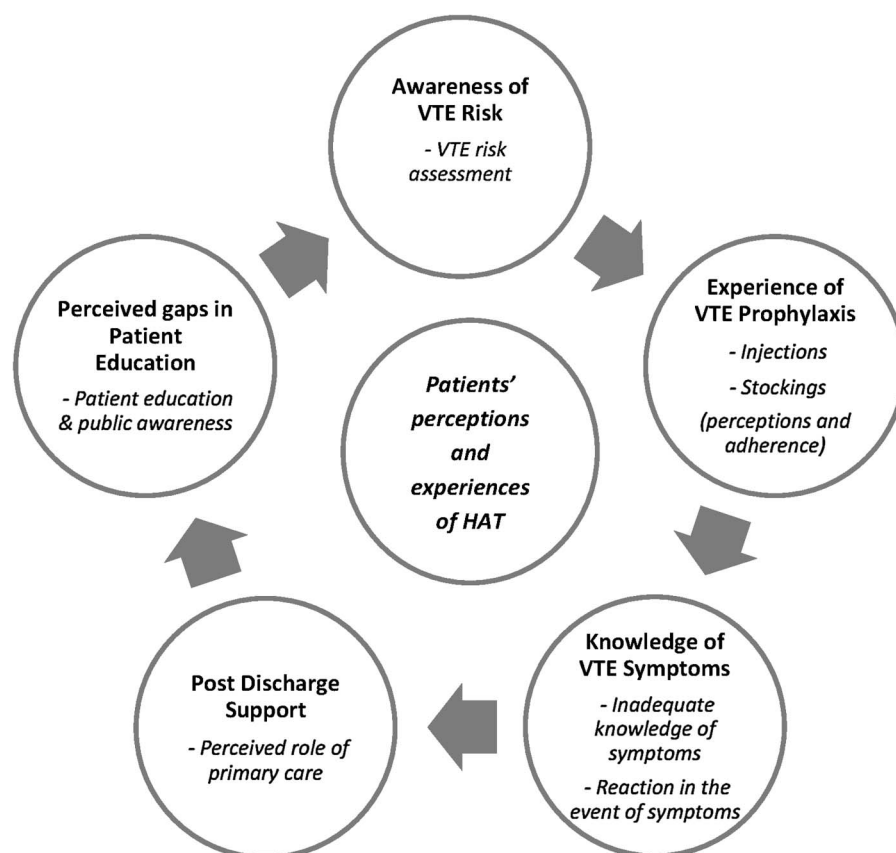 Awareness of
VTE Risk
- VTE risk
assessment
Experience of
VTE Prophylaxis
- Injections
- Stockings
(perceptions and
adherence)
Knowledge of
VTE Symptoms
- Inadequate
knowledge of
symptoms
- Reaction in the
event of symptoms
Post Discharge
Support
- Perceived role of
primary care
Perceived gaps in
Patient
Education
- Patient education
& public awareness
Patients'
perceptions
and
experiences
of HAT